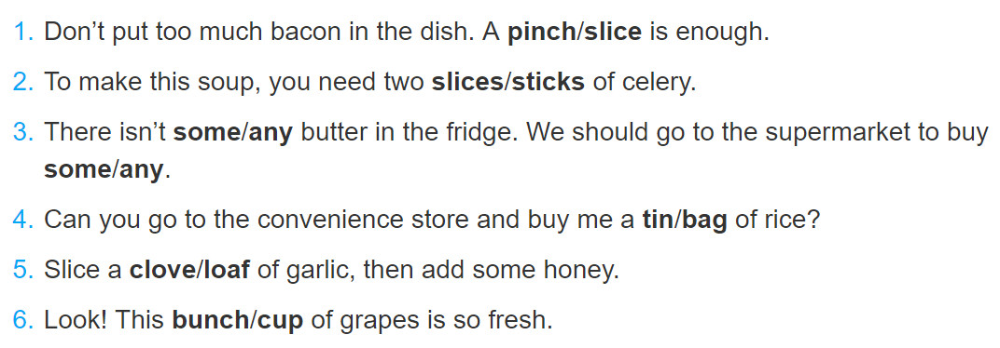 1. Don’t put too much bacon in the dish. A pinch/slice is enough.
2. To make this soup, you need two slices/sticks of celery.
3. There isn’t some/any butter in the fridge. We should go to the supermarket to buy
some/any.
4. Can you go to the convenience store and buy me a tin/bag of rice?
5. Slice a clove/loaf of garlic, then add some honey.
6. Look! This bunch/cup of grapes is so fresh.